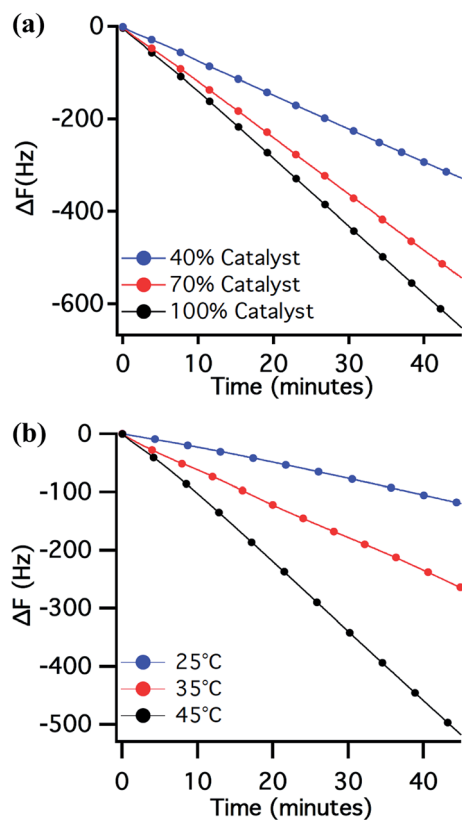 (a)
0
-200
-400
-600
ΔF(Hz)
40% Catalyst
70% Catalyst
100% Catalyst
0 10 20 30 40
Time (minutes)
(b)
0
-100
-200
-300
-400
-500
ΔF (Hz)
25°C
35°C
45°C
0 10 20 30 40
Time (minutes)